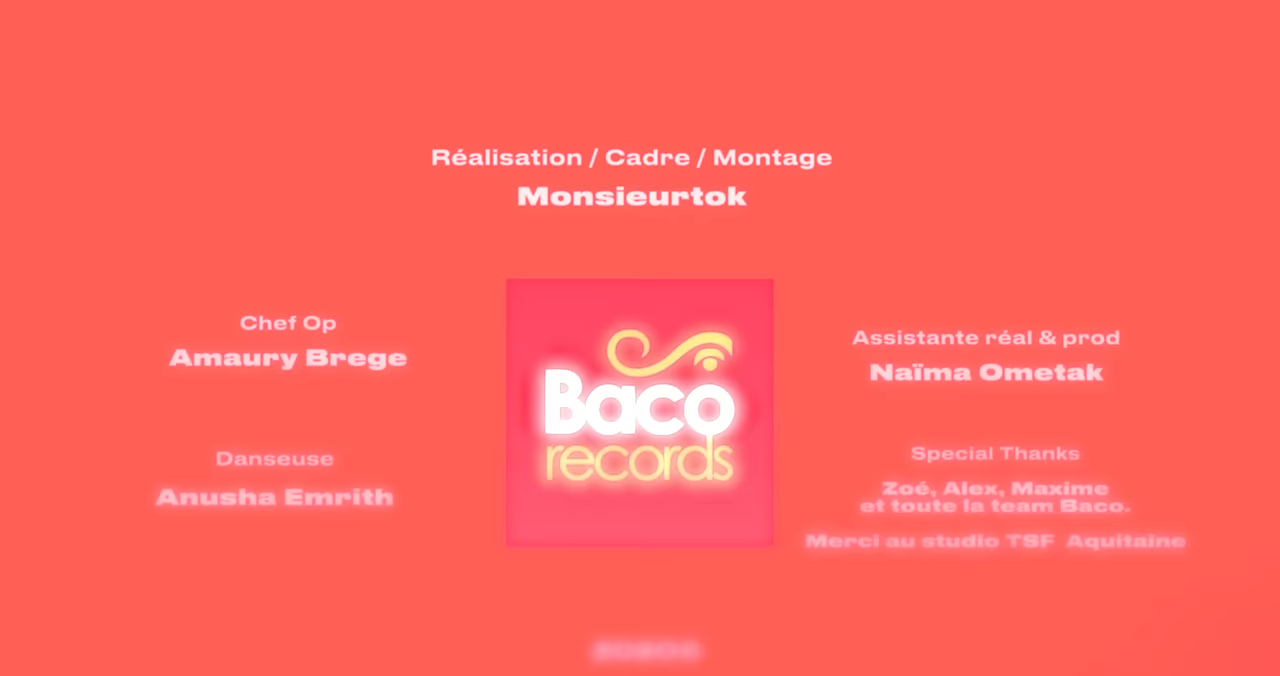 Réalisation / Cadre / Montage
Monsieurtok
Chef Op
Amaury Brege
Danseuse
Anusha Emrith
Baco
records
Assistante réal & prod
Naïma Ometak
Special Thanks
Zoé, Alex, Maxime
et toute la team Baco.
Merci au studio TSF Aquitaine